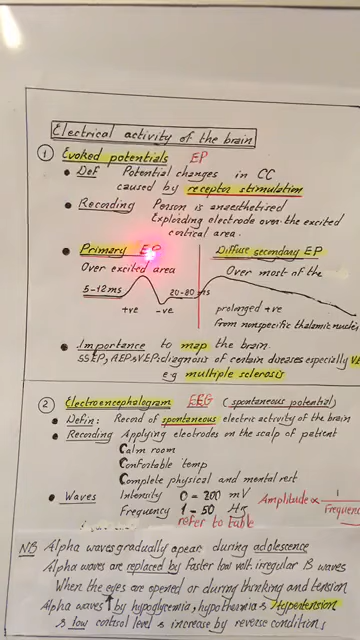 Electrical activity of the brain
① Evoked potentials EP
• Def Potential changes in CC
caused by receptor stimulation
• Recording Person is anaesthetised
Exploding electrode over the excited
cortical area.
• Primary EP
Over excited area
5-12ms
+ve -ve
20-80 ms
Diffuse secondary EP
Over most of the
prolonged +ve
from nonspecific thalamic nuclei
• Importance to map the brain.
SSEP, AEP & VEP: diagnosis of certain diseases especially VE
e.g multiple sclerosis
② Electroencephalogram EEG (spontaneous potential)
• Defin: Record of spontaneous electric activity of the brain
• Recording Applying electrodes on the scalp of patient
Calm room
Confortable temp
Complete physical and mental rest
• Waves Intensity 0 = 200 mV Amplitude ∝ 1
Frequency 1 - 50 Hz Frequenc
refer to table
NB Alpha waves gradually apear during adolescence
Alpha waves are replaced by faster low volt. irregular B waves
When the eyes are opened or during thinking and tension
Alpha waves ↑ by hypoglycemia, hypothermia & Hypertension
& low cortisol level & increase by reverse conditions